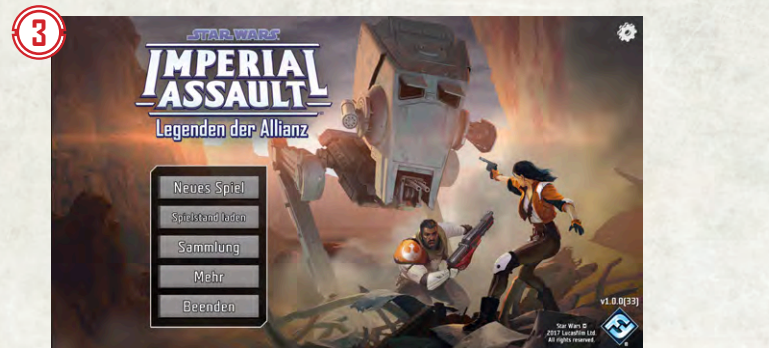 3
STAR WARS
IMPERIAL
ASSAULT
Legenden der Allianz
Neues Spiel
Spielstand laden
Sammlung
Mehr
Beenden
v1.0.0(33)
Star Wars ©
2017 Lucasfilm Ltd.
All rights reserved.